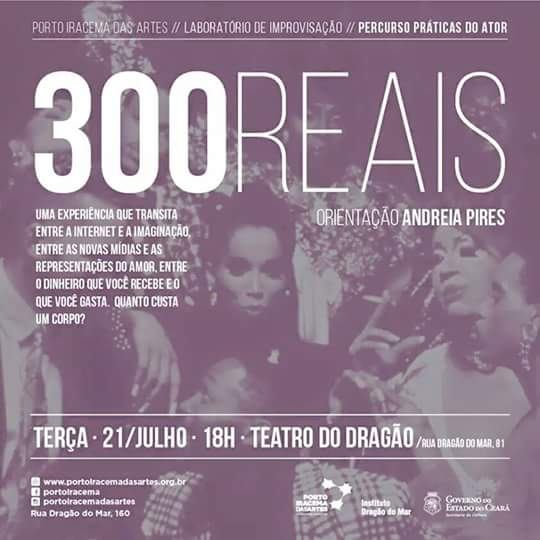 PORTO IRACEMA DAS ARTES // LABORATÓRIO DE IMPROVISAÇÃO // PERCURSO PRÁTICAS DO ATOR
300REAIS
ORIENTAÇÃO ANDREIA PIRES
UMA EXPERIÊNCIA QUE TRANSITA
ENTRE A INTERNET E A IMAGINAÇÃO,
ENTRE AS NOVAS MÍDIAS E AS
REPRESENTAÇÕES DO AMOR, ENTRE
O DINHEIRO QUE VOCÊ RECEBE E O
QUE VOCÊ GASTA. QUANTO CUSTA
UM CORPO?
TERÇA · 21/JULHO · 18H · TEATRO DO DRAGÃO /RUA DRAGÃO DO MAR, 81
www.portoiracemadasartes.org.br
portoiracema
portoiracemadasartes
Rua Dragão do Mar, 160
PORTO
IRACEMA
DAS ARTES
Instituto
Dragão do Mar
GOVERNO DO
ESTADO DO CEARÁ
Secretaria da Cultura